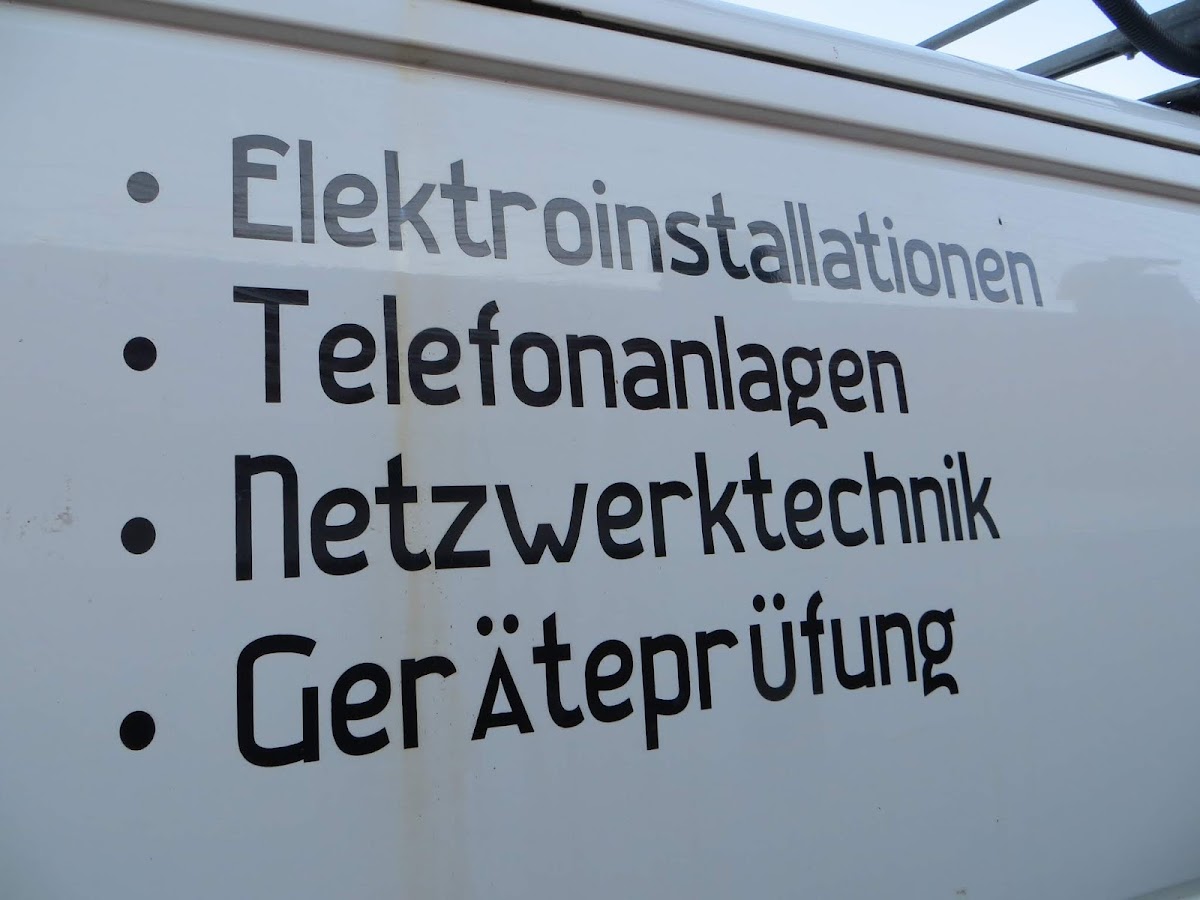 • Elektroinstallationen
• Telefonanlagen
• Netzwerktechnik
• GerÄteprÜfung